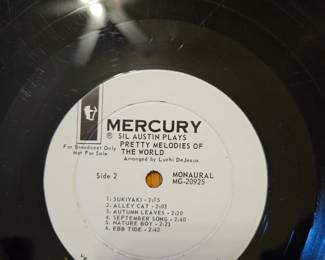 MERCURY
® SIL AUSTIN PLAYS
PRETTY MELODIES OF
THE WORLD
For Broadcast Only
Not For Sale
Arranged by Luchi DeJesus
Side 2
MONAURAL
MG-20925
1. SUKIYAKI - 2:15
2. ALLEY CAT - 2:03
3. AUTUMN LEAVES - 2:20
4. SEPTEMBER SONG - 2:40
5. NATURE BOY - 2:23
6. EBB TIDE - 2:42